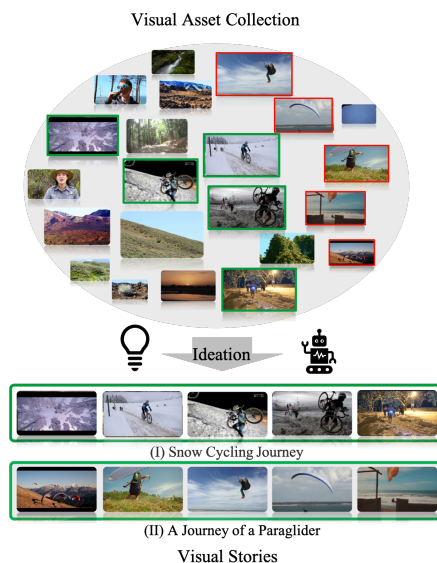 Visual Asset Collection
Ideation
(I) Snow Cycling Journey
(II) A Journey of a Paraglider
Visual Stories